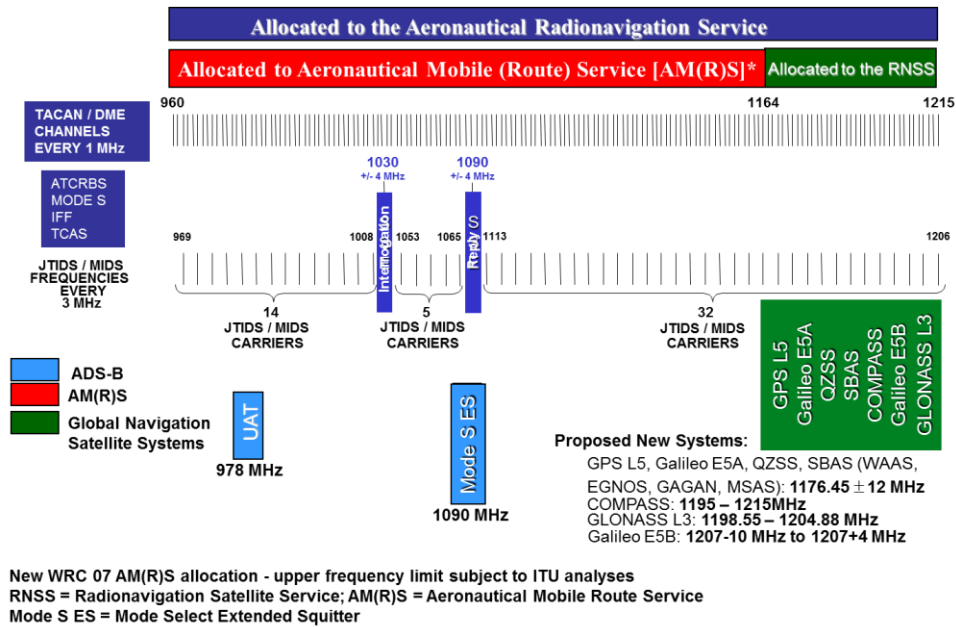 Allocated to the Aeronautical Radionavigation Service
Allocated to Aeronautical Mobile (Route) Service [AM(R)S]*
Allocated to the RNSS
960
1164
1215
TACAN / DME
CHANNELS
EVERY 1 MHz
1030
+/- 4 MHz
1090
+/- 4 MHz
ATCRBS
MODE S
IFF
TCAS
969
1008
Interrogation
1053
1065
Reply
1113
1206
JTIDS / MIDS
FREQUENCIES
EVERY
3 MHz
14
JTIDS / MIDS
CARRIERS
5
JTIDS / MIDS
CARRIERS
32
JTIDS / MIDS
CARRIERS
GPS L5
Galileo E5A
QZSS
SBAS
COMPASS
Galileo E5B
GLONASS L3
ADS-B
AM(R)S
Global Navigation
Satellite Systems
UAT
978 MHz
Mode S ES
1090 MHz
Proposed New Systems:
GPS L5, Galileo E5A, QZSS, SBAS (WAAS,
EGNOS, GAGAN, MSAS): 1176.45 ± 12 MHz
COMPASS: 1195 – 1215MHz
GLONASS L3: 1198.55 – 1204.88 MHz
Galileo E5B: 1207-10 MHz to 1207+4 MHz
New WRC 07 AM(R)S allocation - upper frequency limit subject to ITU analyses
RNSS = Radionavigation Satellite Service; AM(R)S = Aeronautical Mobile Route Service
Mode S ES = Mode Select Extended Squitter